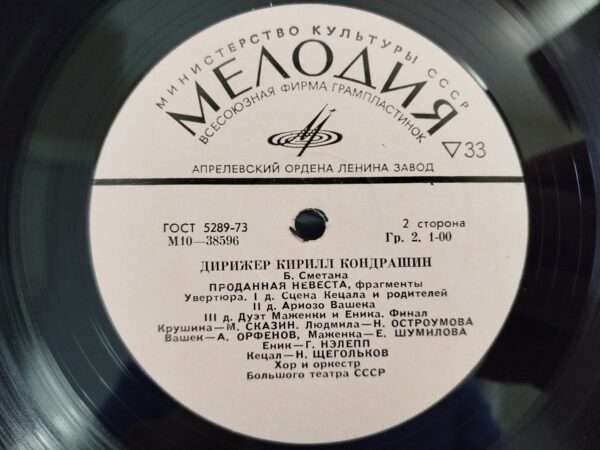 МИНИСТЕРСТВО КУЛЬТУРЫ СССР
МЕЛОДИЯ
ВСЕСОЮЗНАЯ ФИРМА ГРАМПЛАСТИНОК
▽33
АПРЕЛЕВСКИЙ ОРДЕНА ЛЕНИНА ЗАВОД
ГОСТ 5289-73 2 сторона
М10—38596 Гр. 2. 1-00
ДИРИЖЕР КИРИЛЛ КОНДРАШИН
Б. Сметана
ПРОДАННАЯ НЕВЕСТА, фрагменты
Увертюра. I д. Сцена Кецала и родителей
II д. Ариозо Вашека
III д. Дуэт Маженки и Еника. Финал
Крушина—М. СКАЗИН. Людмила—Н. ОСТРОУМОВА
Вашек—А. ОРФЕНОВ, Маженка—Е. ШУМИЛОВА
Еник—Г. НЭЛЕПП
Кецал—Н. ЩЕГОЛЬКОВ
Хор и оркестр
Большого театра СССР